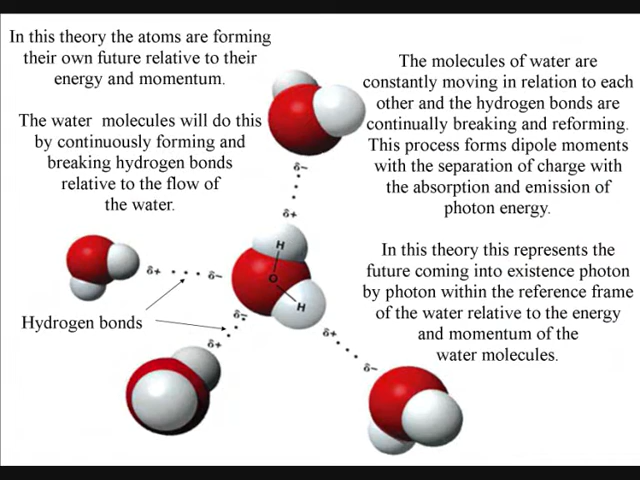 In this theory the atoms are forming
their own future relative to their
energy and momentum.
The water molecules will do this
by continuously forming and
breaking hydrogen bonds
relative to the flow of
the water.
The molecules of water are
constantly moving in relation to each
other and the hydrogen bonds are
continually breaking and reforming.
This process forms dipole moments
with the separation of charge with
the absorption and emission of
photon energy.
In this theory this represents the
future coming into existence photon
by photon within the reference frame
of the water relative to the energy
and momentum of the
water molecules.
δ−
δ+
H
O
H
δ+
δ−
Hydrogen bonds
δ−
δ+
δ+
δ−